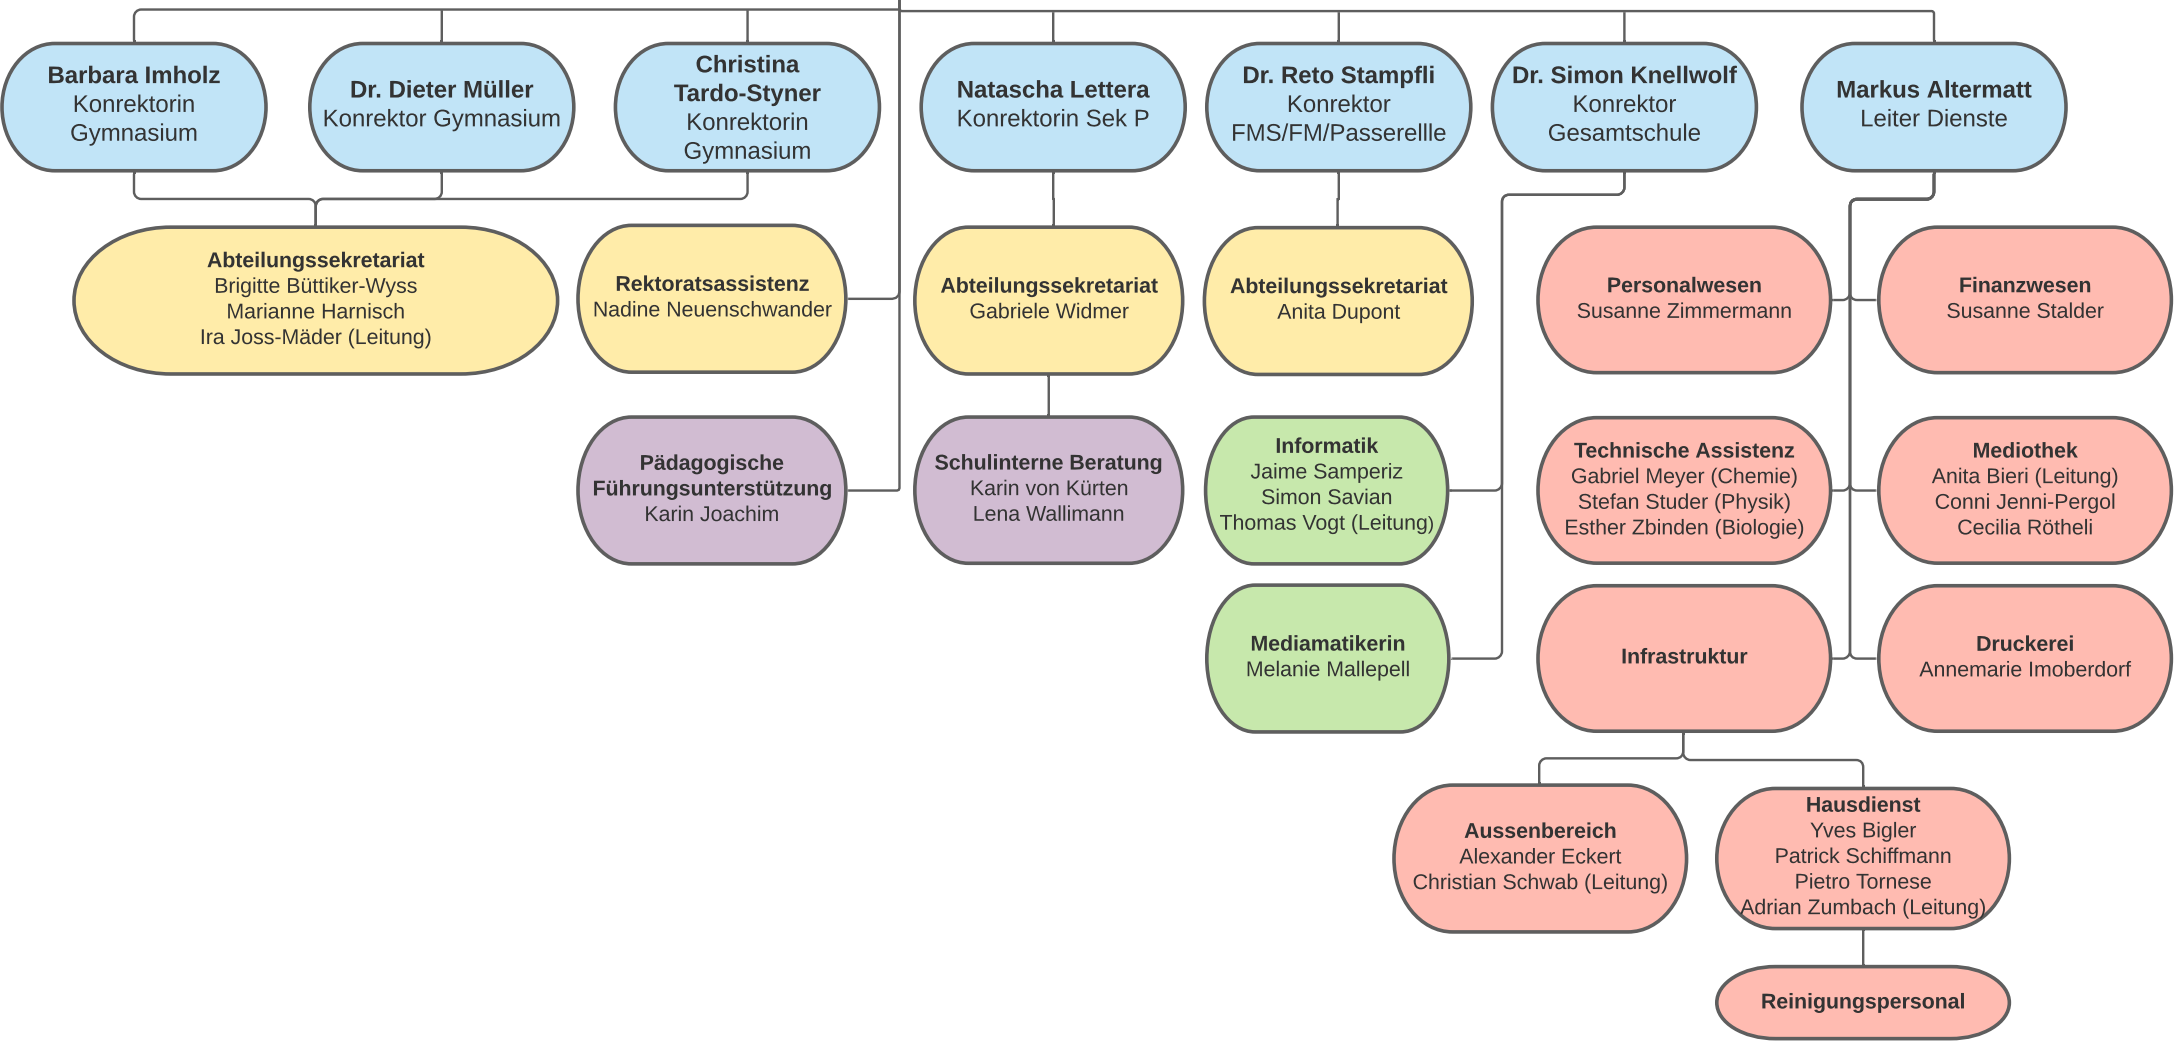 Barbara Imholz
Konrektorin
Gymnasium
Dr. Dieter Müller
Konrektor Gymnasium
Christina
Tardo-Styner
Konrektorin
Gymnasium
Natascha Lettera
Konrektorin Sek P
Dr. Reto Stampfli
Konrektor
FMS/FM/Passerellle
Dr. Simon Knellwolf
Konrektor
Gesamtschule
Markus Altermatt
Leiter Dienste
Abteilungssekretariat
Brigitte Büttiker-Wyss
Marianne Harnisch
Ira Joss-Mäder (Leitung)
Rektoratsassistenz
Nadine Neuenschwander
Abteilungssekretariat
Gabriele Widmer
Abteilungssekretariat
Anita Dupont
Personalwesen
Susanne Zimmermann
Finanzwesen
Susanne Stalder
Pädagogische
Führungsunterstützung
Karin Joachim
Schulinterne Beratung
Karin von Kürten
Lena Wallimann
Informatik
Jaime Samperiz
Simon Savian
Thomas Vogt (Leitung)
Technische Assistenz
Gabriel Meyer (Chemie)
Stefan Studer (Physik)
Esther Zbinden (Biologie)
Mediothek
Anita Bieri (Leitung)
Conni Jenni-Pergol
Cecilia Rötheli
Mediamatikerin
Melanie Mallepell
Infrastruktur
Druckerei
Annemarie Imoberdorf
Aussenbereich
Alexander Eckert
Christian Schwab (Leitung)
Hausdienst
Yves Bigler
Patrick Schiffmann
Pietro Tornese
Adrian Zumbach (Leitung)
Reinigungspersonal